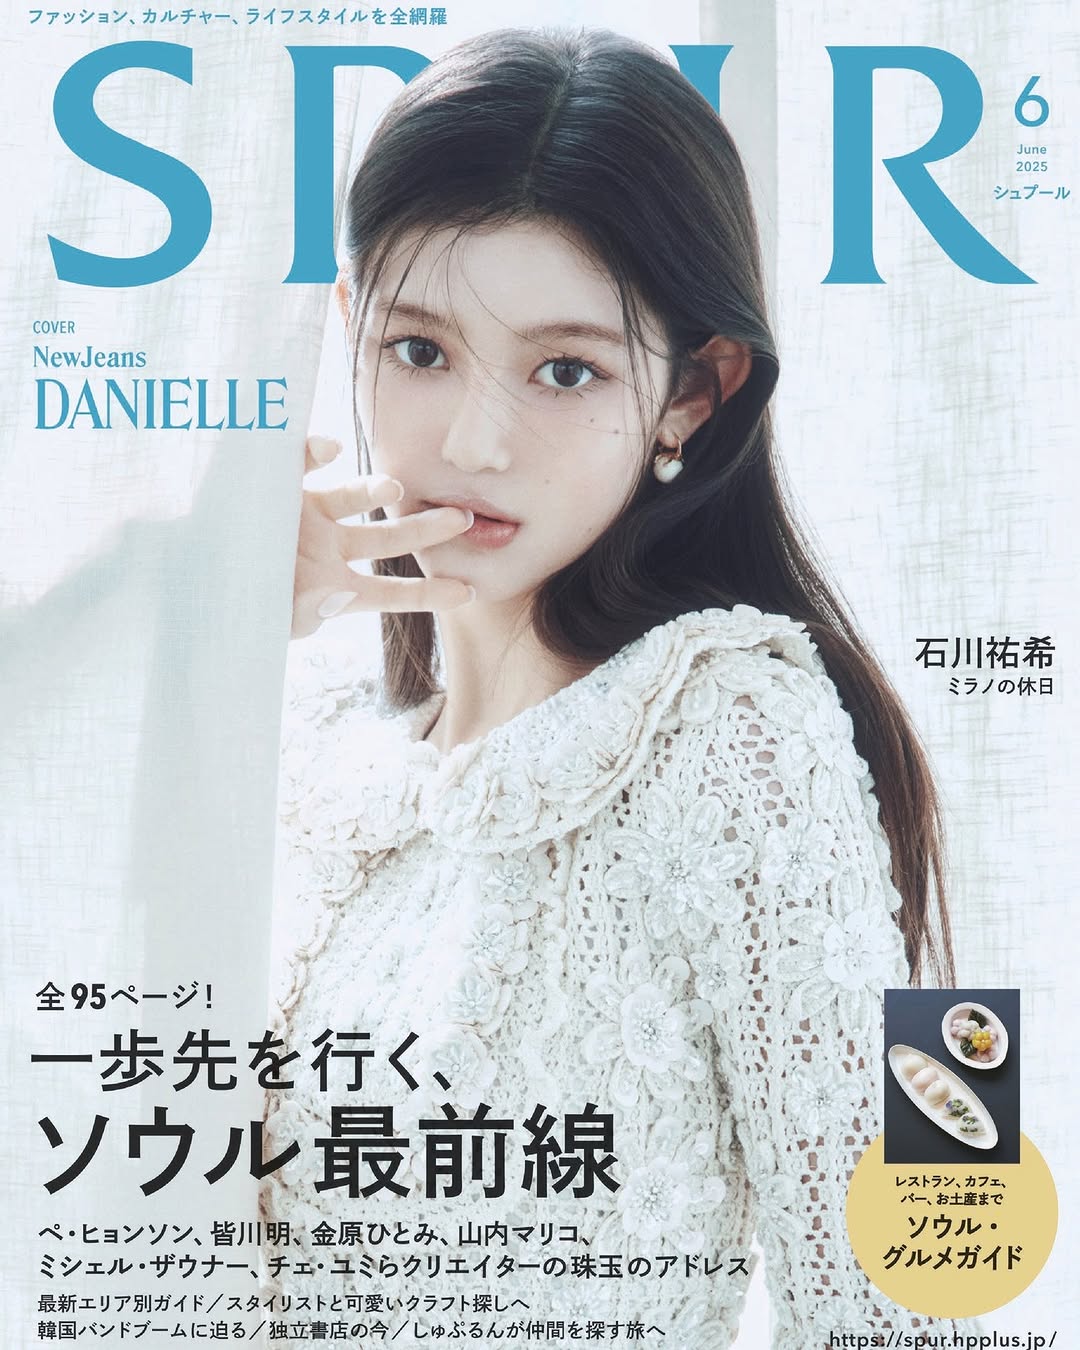 ファッション、カルチャー、ライフスタイルを全網羅
SPUR
6
June
2025
シュプール
COVER
NewJeans
DANIELLE
石川祐希
ミラノの休日
全95ページ!
一歩先を行く、
ソウル最前線
ペ・ヒョンソン、皆川明、金原ひとみ、山内マリコ、
ミシェル・ザウナー、チェ・ユミらクリエイターの珠玉のアドレス
最新エリア別ガイド/スタイリストと可愛いクラフト探しへ
韓国バンドブームに迫る/独立書店の今/しゅぷるんが仲間を探す旅へ
レストラン、カフェ、
バー、お土産まで
ソウル・
グルメガイド
https://spur.hpplus.jp/